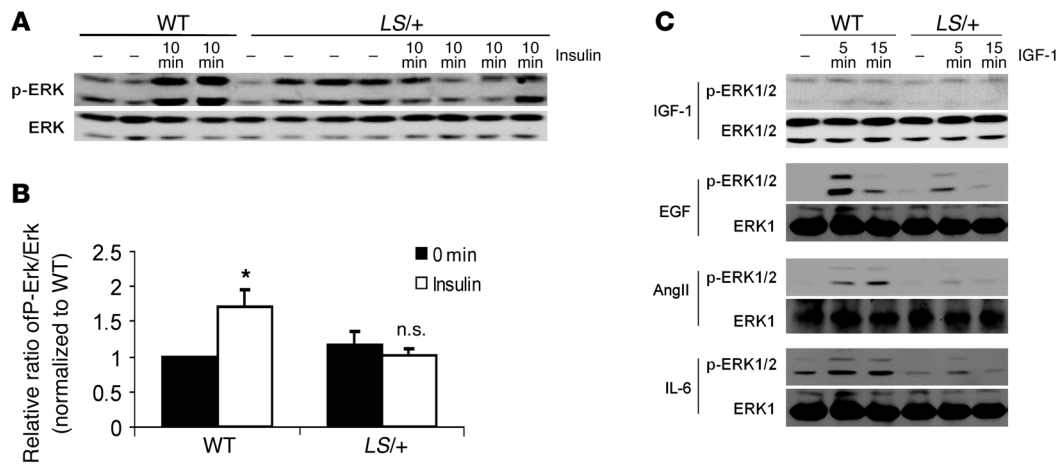 A
WT
LS/+
– – 10 min 10 min – – – – 10 min 10 min 10 min 10 min Insulin
p-ERK
ERK
B
Relative ratio ofP-Erk/Erk
(normalized to WT)
2.5
2
1.5
1
0.5
0
0 min
Insulin
*
n.s.
WT
LS/+
C
WT
LS/+
– 5 min 15 min – 5 min 15 min IGF-1
IGF-1
p-ERK1/2
ERK1/2
EGF
p-ERK1/2
ERK1
AngII
p-ERK1/2
ERK1
IL-6
p-ERK1/2
ERK1